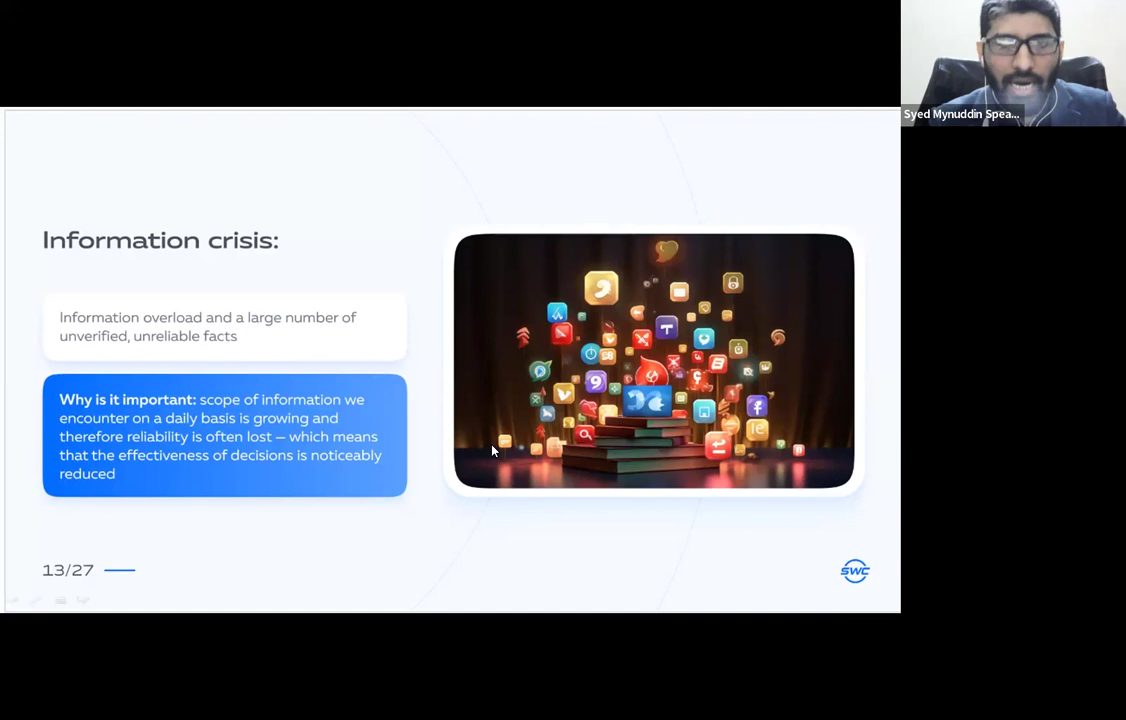 Syed Mynuddin Spea...
Information crisis:
Information overload and a large number of
unverified, unreliable facts
Why is it important: scope of information we
encounter on a daily basis is growing and
therefore reliability is often lost – which means
that the effectiveness of decisions is noticeably
reduced
13/27
SWC